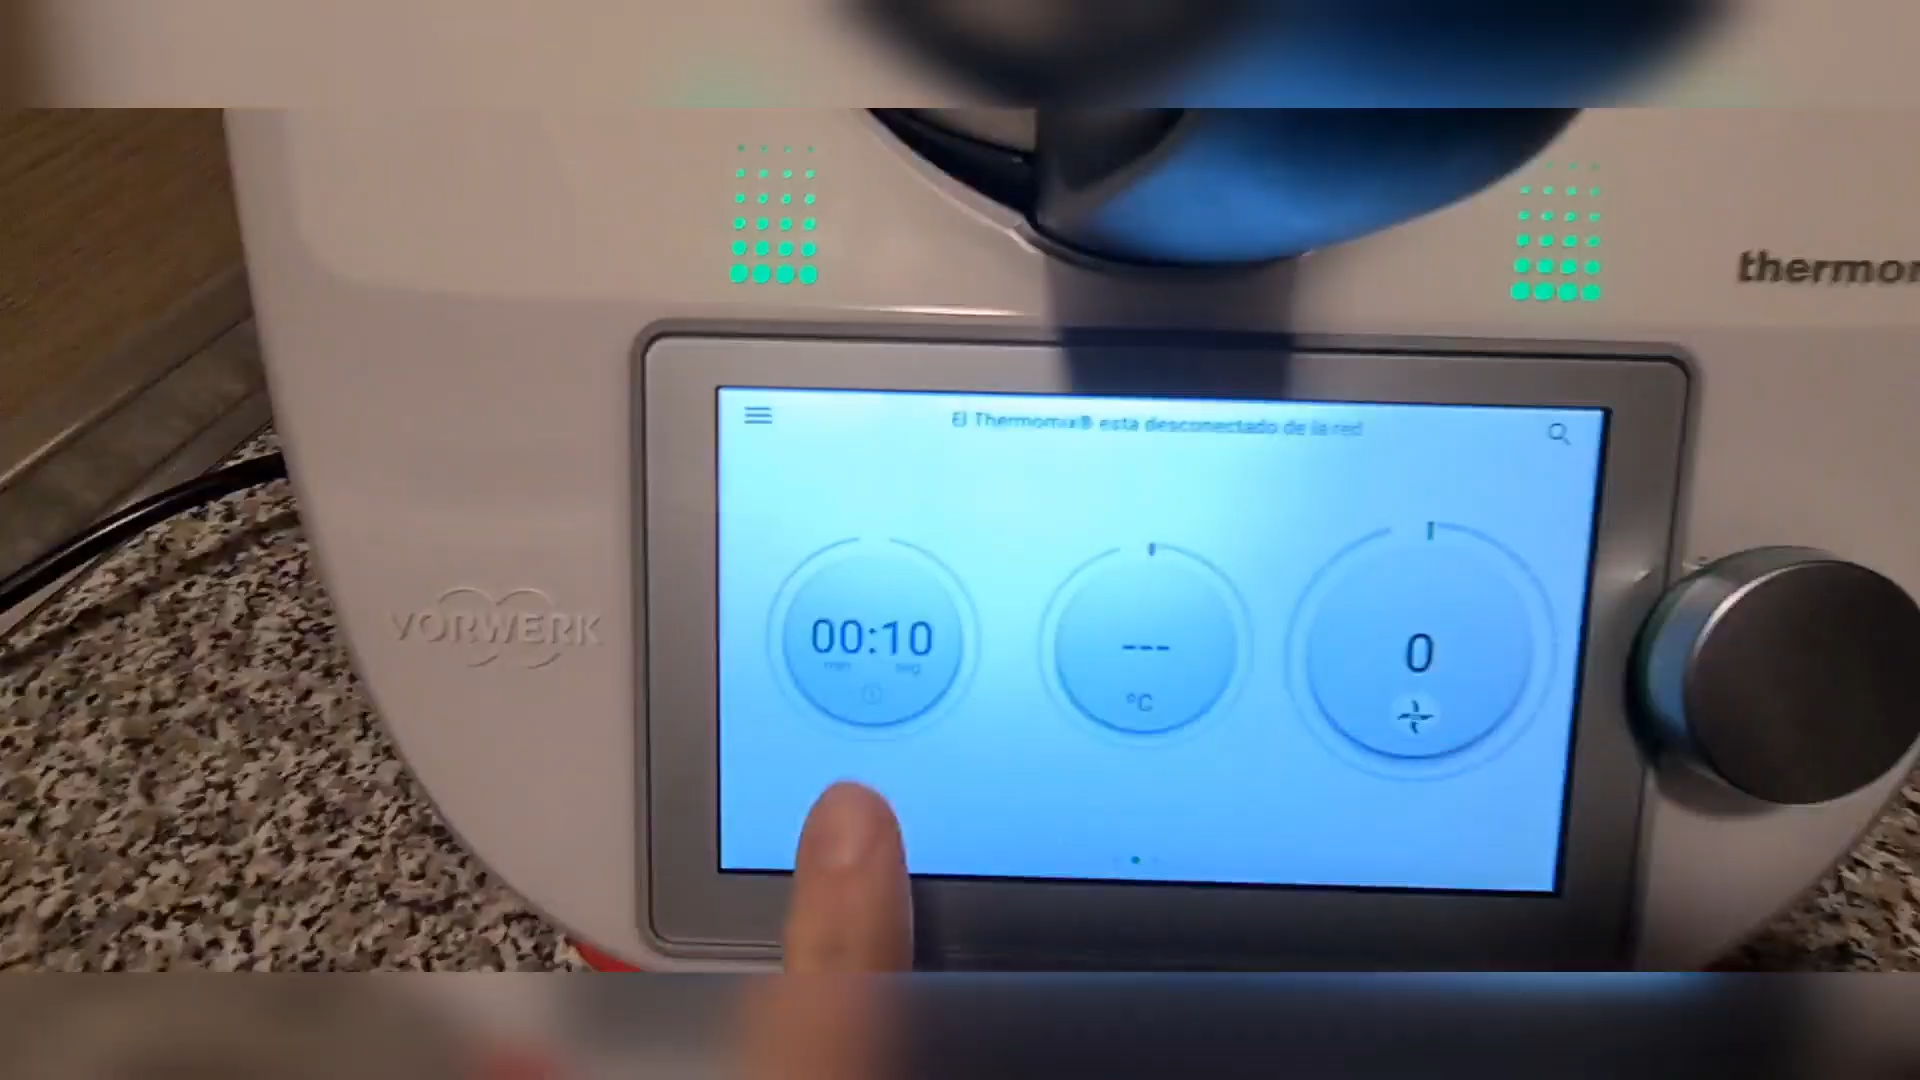 thermom
El Thermomix® está desconectado de la red
00:10
min seg
---
°C
0
VORWERK